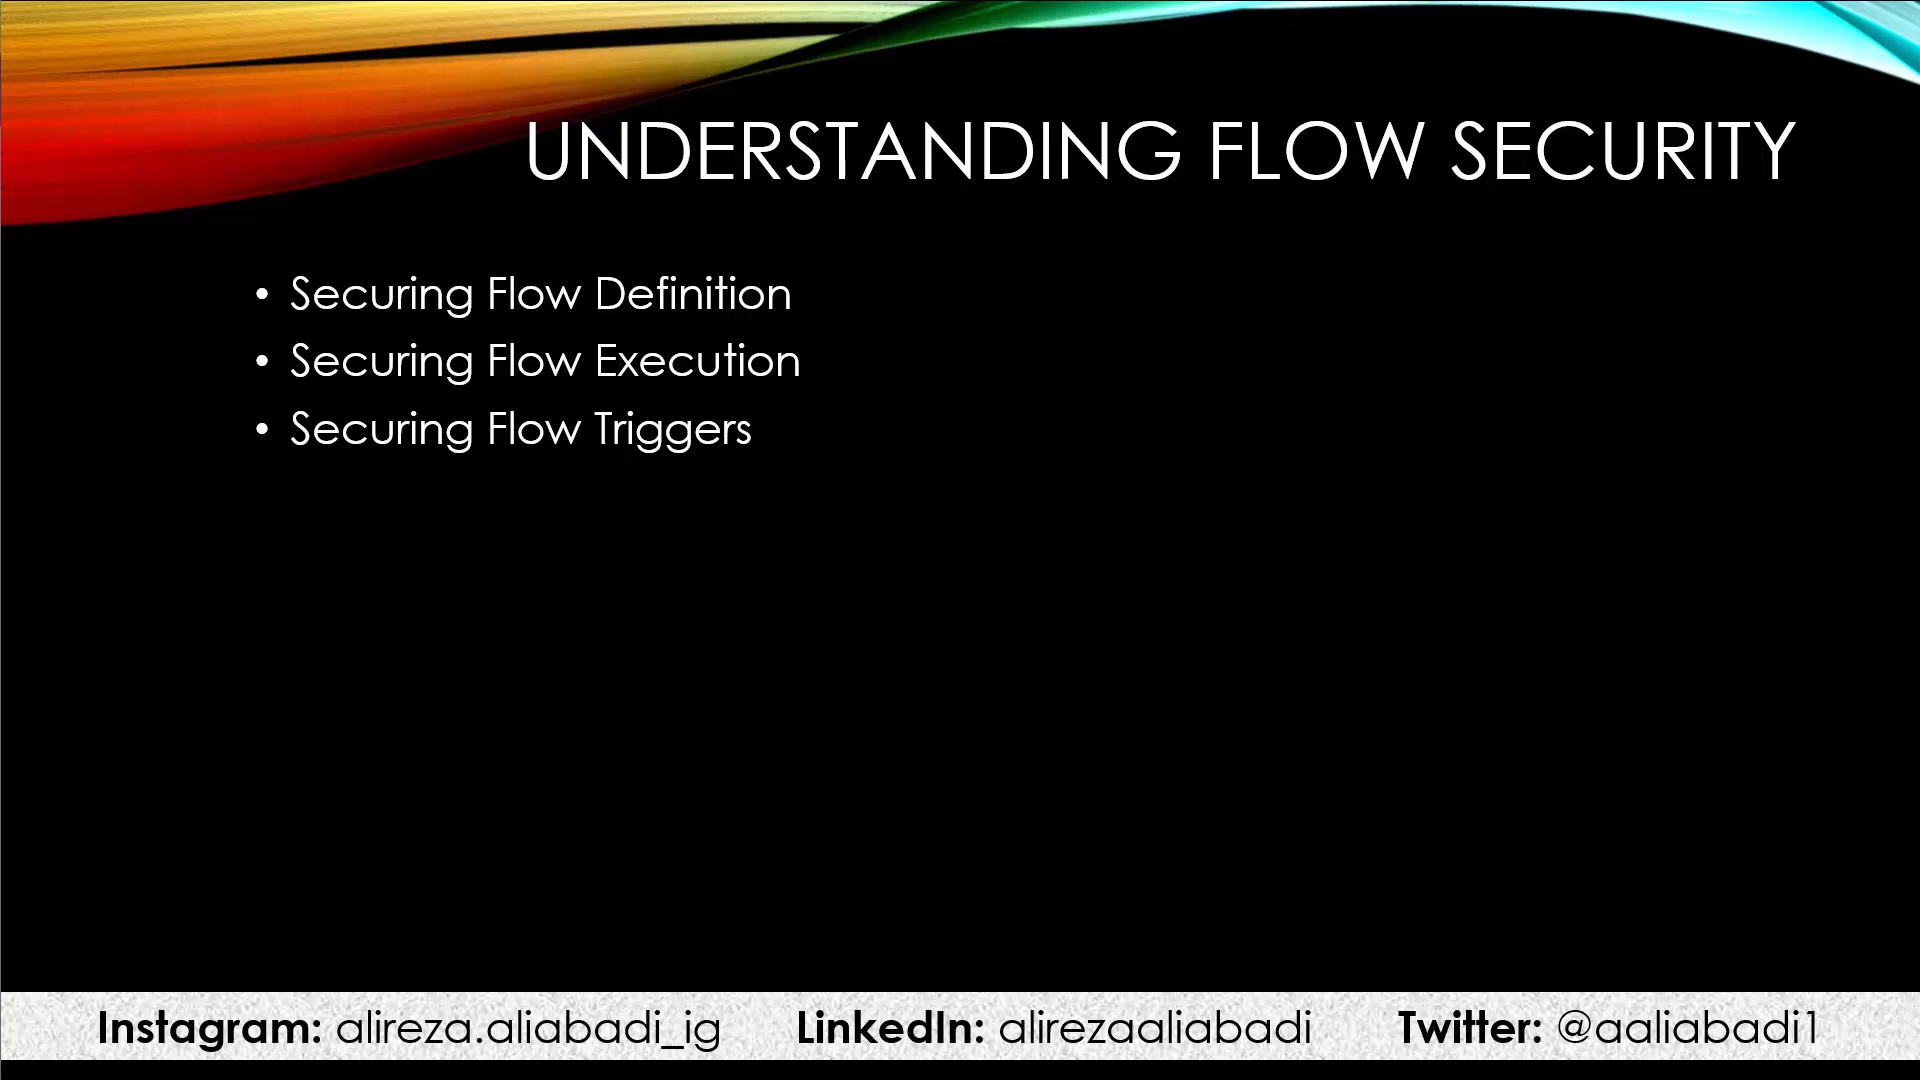 UNDERSTANDING FLOW SECURITY
• Securing Flow Definition
• Securing Flow Execution
• Securing Flow Triggers
Instagram: alireza.aliabadi_ig LinkedIn: alirezaaliabadi Twitter: @aaliabadi1